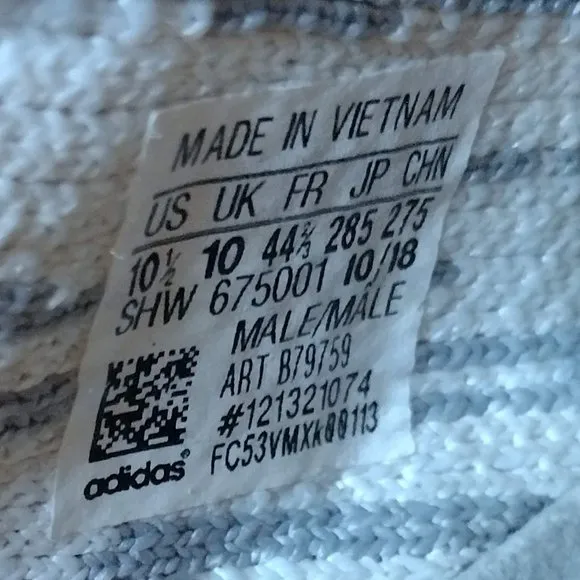 MADE IN VIETNAM
US UK FR JP CHN
10½ 10 44⅔ 285 275
SHW 675001 10/18
MALE/MÂLE
ART B79759
#121321074
adidas®